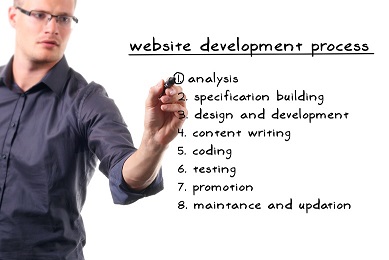 website development process
1. analysis
2. specification building
3. design and development
4. content writing
5. coding
6. testing
7. promotion
8. maintance and updation